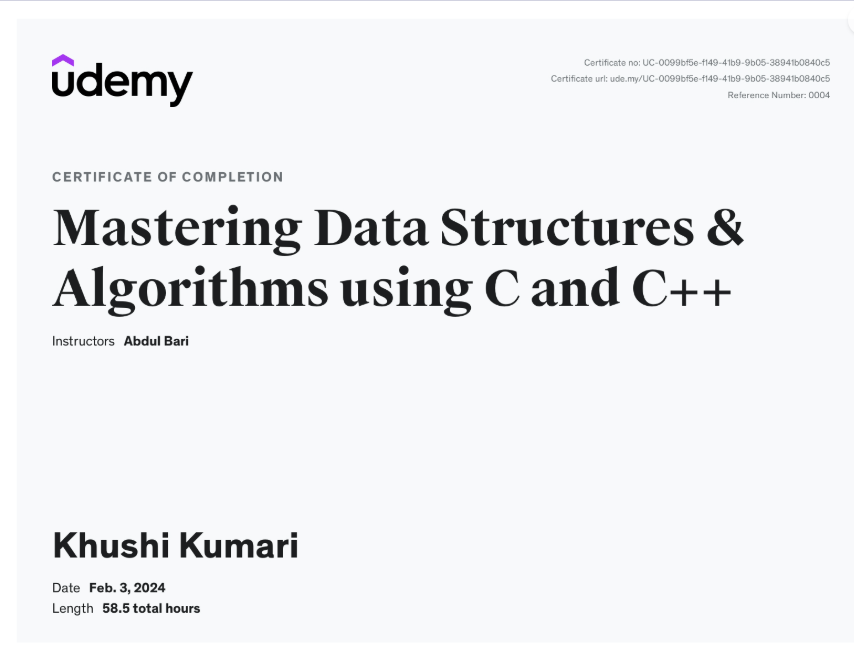 udemy
Certificate no: UC-0099bf5e-f149-41b9-9b05-38941b0840c5
Certificate url: ude.my/UC-0099bf5e-f149-41b9-9b05-38941b0840c5
Reference Number: 0004
CERTIFICATE OF COMPLETION
Mastering Data Structures &
Algorithms using C and C++
Instructors Abdul Bari
Khushi Kumari
Date Feb. 3, 2024
Length 58.5 total hours